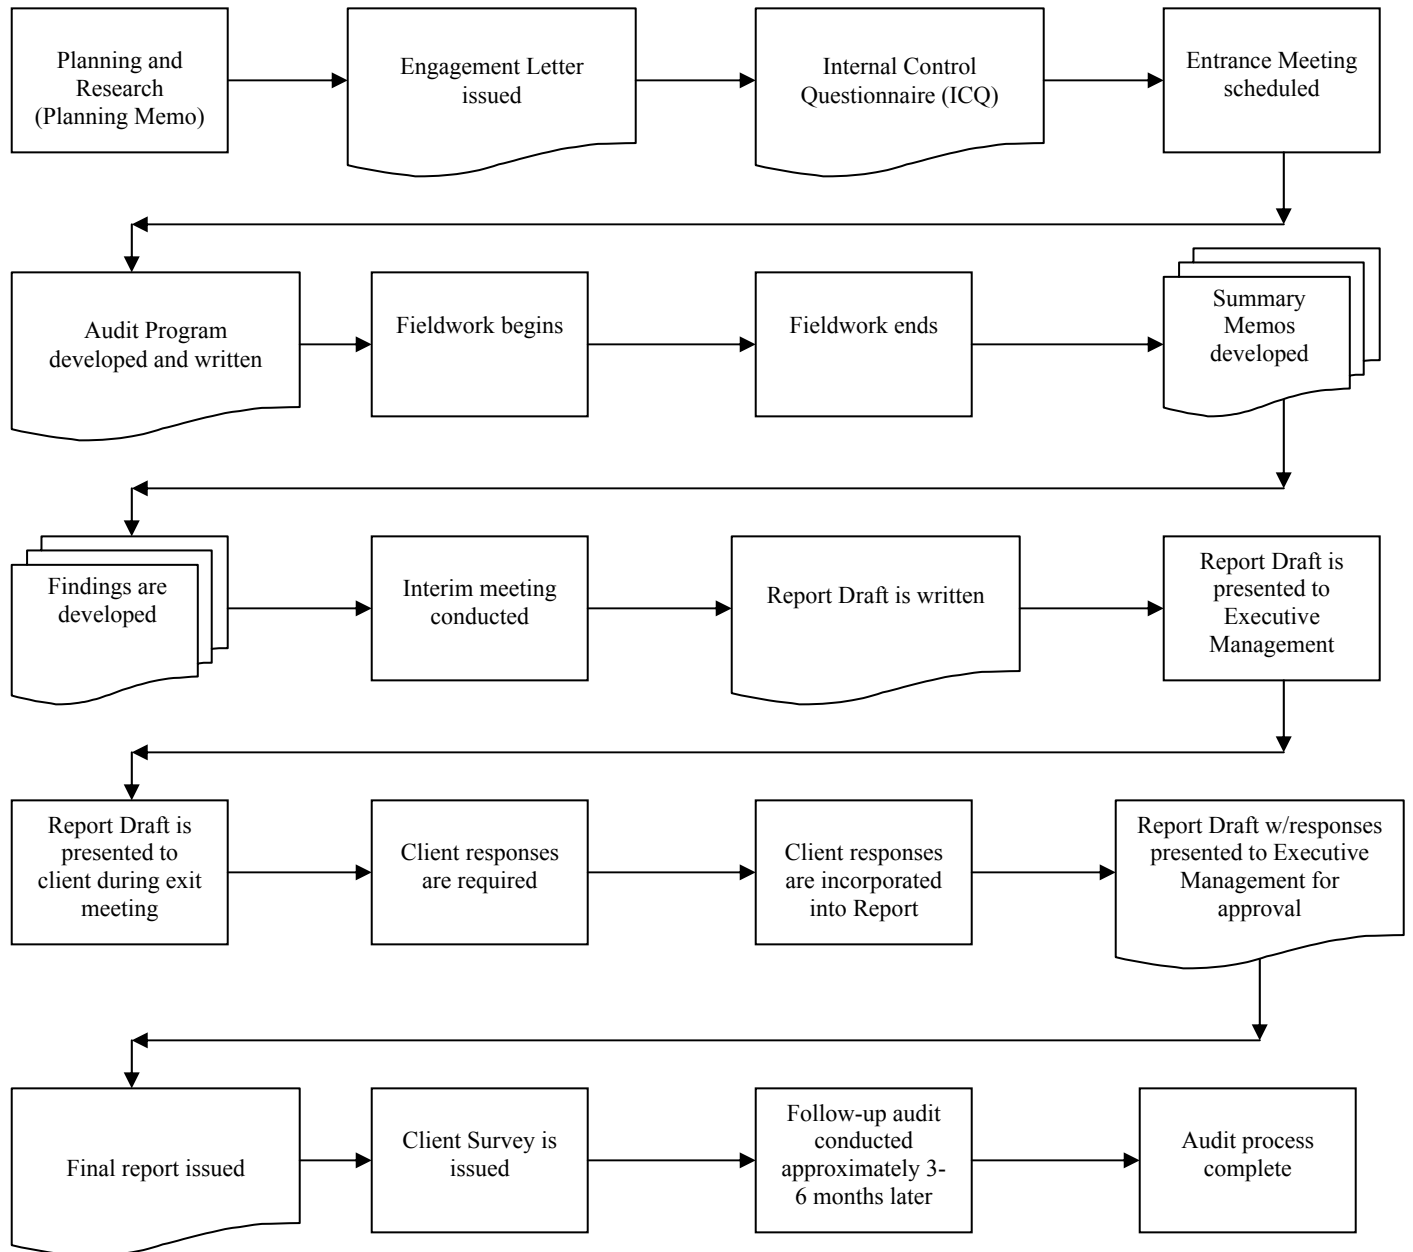 Planning and
Research
(Planning Memo)
Engagement Letter
issued
Internal Control
Questionnaire (ICQ)
Entrance Meeting
scheduled
Audit Program
developed and written
Fieldwork begins
Fieldwork ends
Summary
Memos
developed
Findings are
developed
Interim meeting
conducted
Report Draft is written
Report Draft is
presented to
Executive
Management
Report Draft is
presented to
client during exit
meeting
Client responses
are required
Client responses
are incorporated
into Report
Report Draft w/responses
presented to Executive
Management for
approval
Final report issued
Client Survey is
issued
Follow-up audit
conducted
approximately 3-
6 months later
Audit process
complete